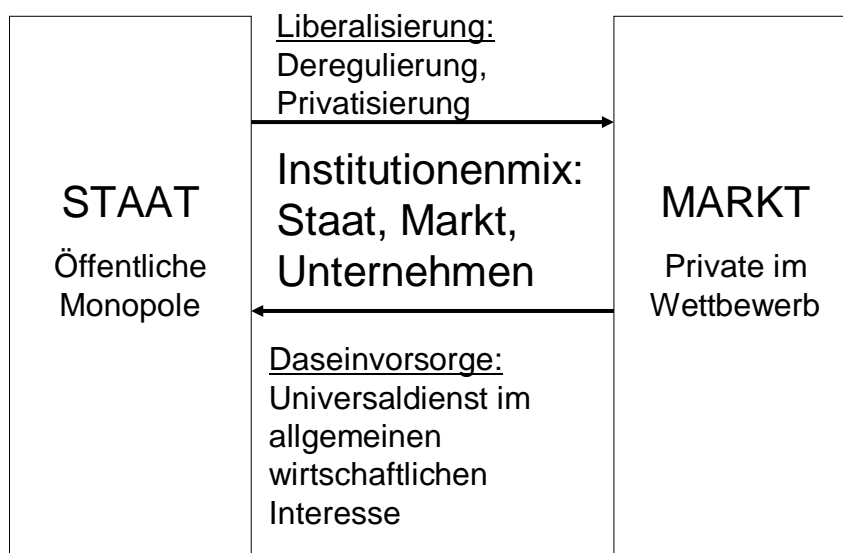 Liberalisierung:
Deregulierung,
Privatisierung
STAAT
Öffentliche
Monopole
Institutionenmix:
Staat, Markt,
Unternehmen
MARKT
Private im
Wettbewerb
Daseinvorsorge:
Universaldienst im
allgemeinen
wirtschaftlichen
Interesse